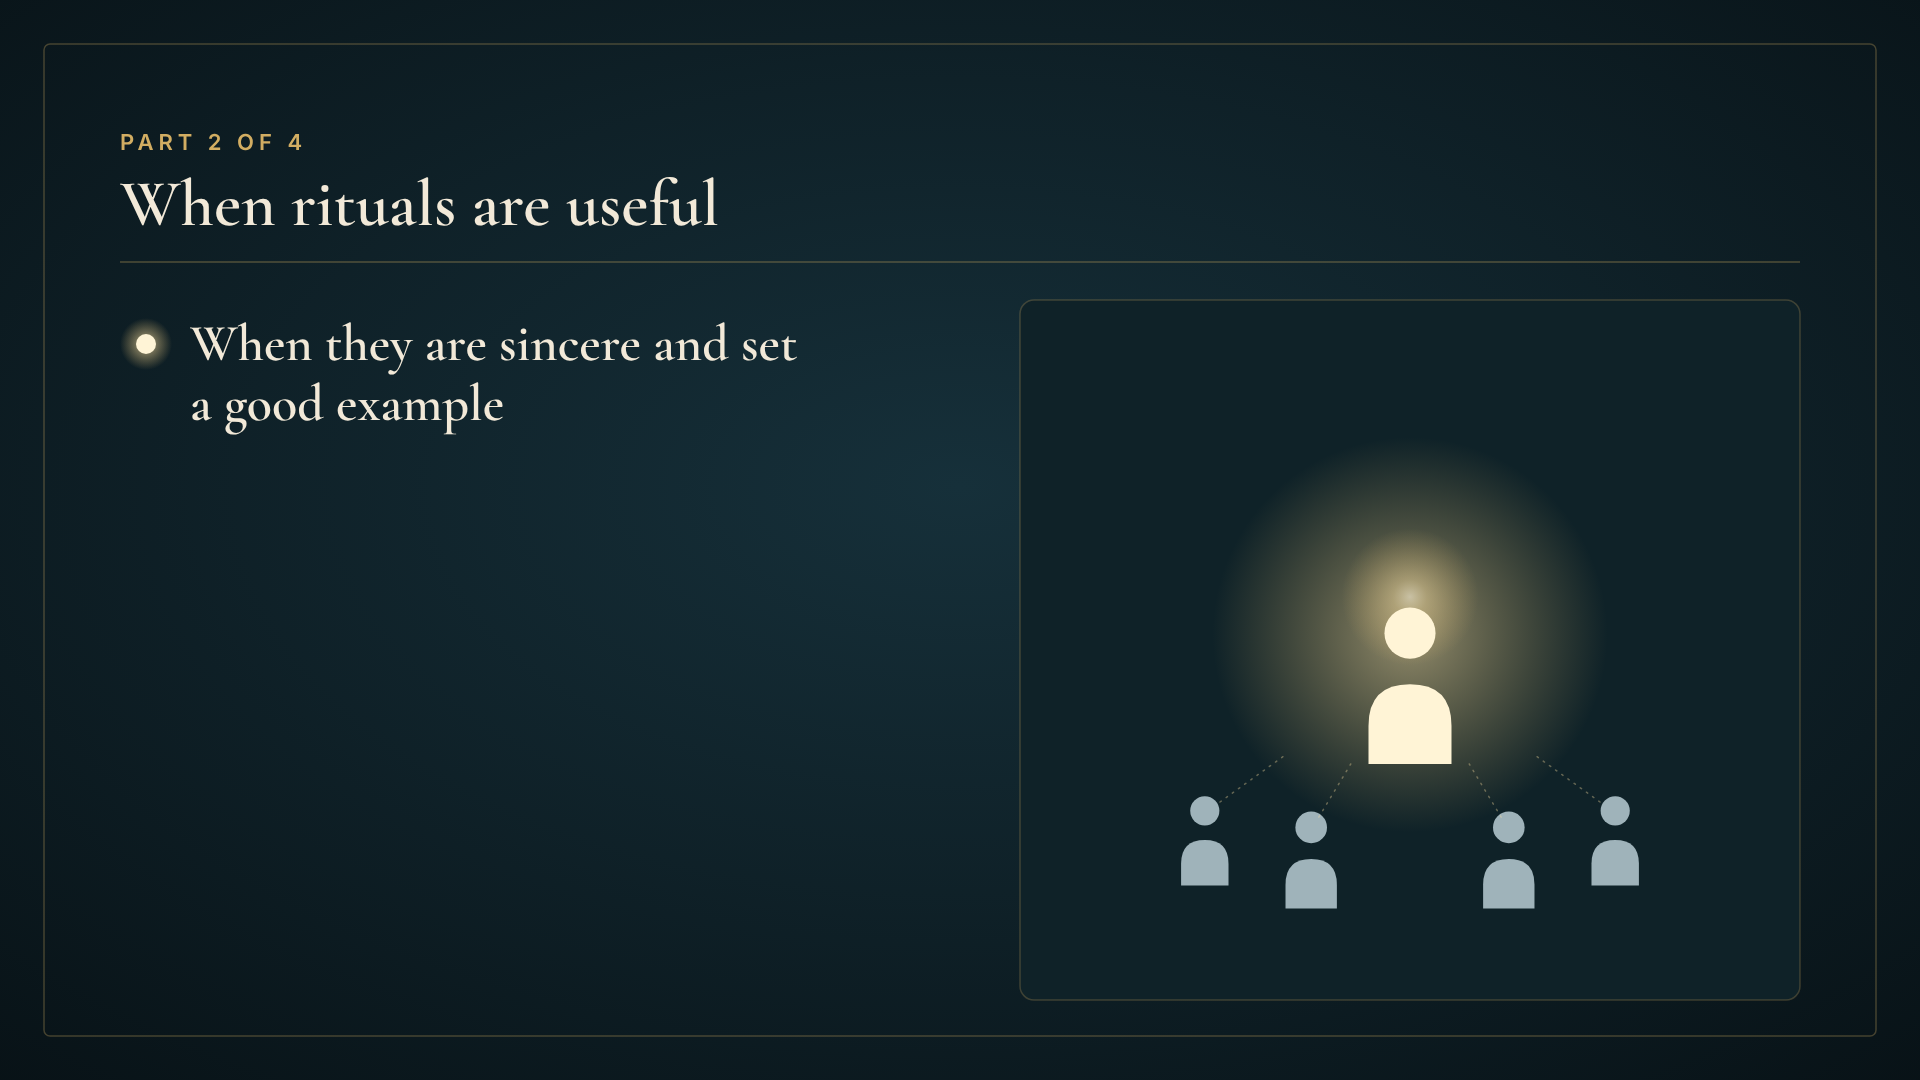 PART 2 OF 4
When rituals are useful
When they are sincere and set
a good example